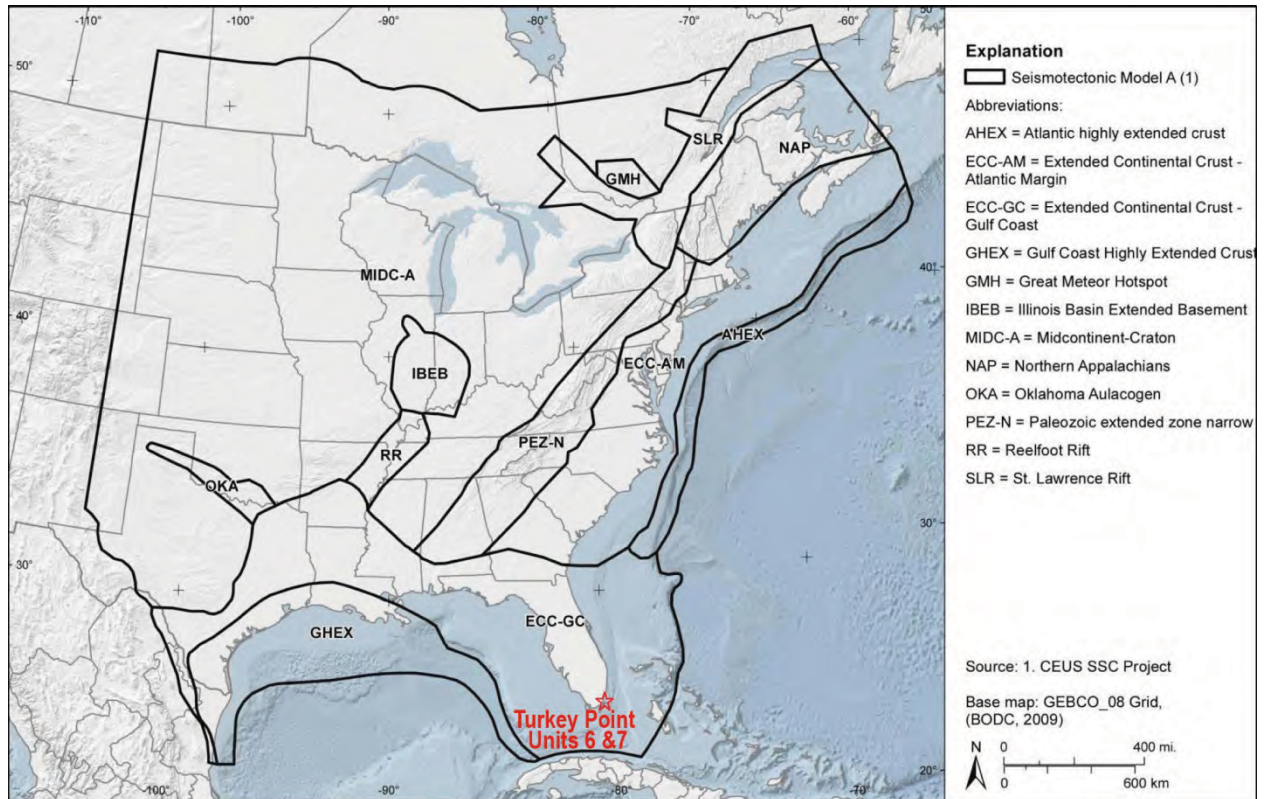 -110°
-100°
-90°
-80°
-70°
-60°
50°
50°
SLR
NAP
GMH
MIDC-A
40°
40°
AHEX
ECC-AM
IBEB
PEZ-N
RR
OKA
30°
30°
ECC-GC
GHEX
Turkey Point
Units 6 &7
20°
-100°
-90°
-80°
-70°
Explanation
Seismotectonic Model A (1)
Abbreviations:
AHEX = Atlantic highly extended crust
ECC-AM = Extended Continental Crust -
Atlantic Margin
ECC-GC = Extended Continental Crust -
Gulf Coast
GHEX = Gulf Coast Highly Extended Crust
GMH = Great Meteor Hotspot
IBEB = Illinois Basin Extended Basement
MIDC-A = Midcontinent-Craton
NAP = Northern Appalachians
OKA = Oklahoma Aulacogen
PEZ-N = Paleozoic extended zone narrow
RR = Reelfoot Rift
SLR = St. Lawrence Rift
Source: 1. CEUS SSC Project
Base map: GEBCO_08 Grid,
(BODC, 2009)
N
0 400 mi.
0 600 km